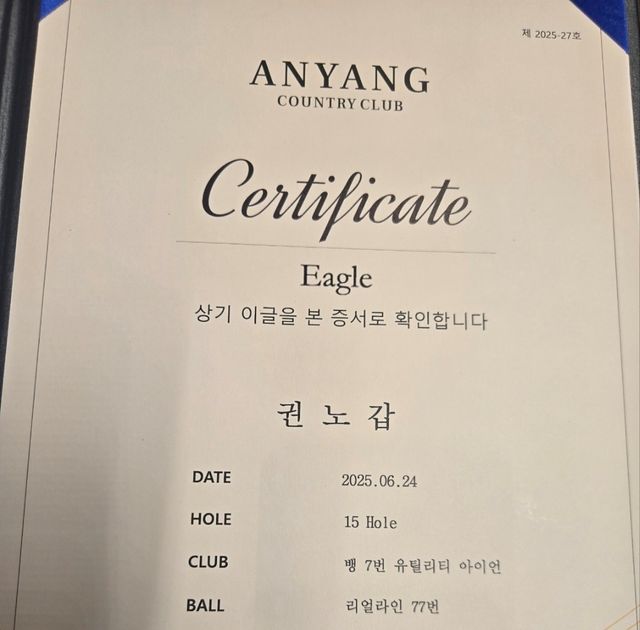 제 2025-27호
ANYANG
COUNTRY CLUB
Certificate
Eagle
상기 이글을 본 증서로 확인합니다
권 노 갑
DATE 2025.06.24
HOLE 15 Hole
CLUB 뱅 7번 유틸리티 아이언
BALL 리얼라인 77번